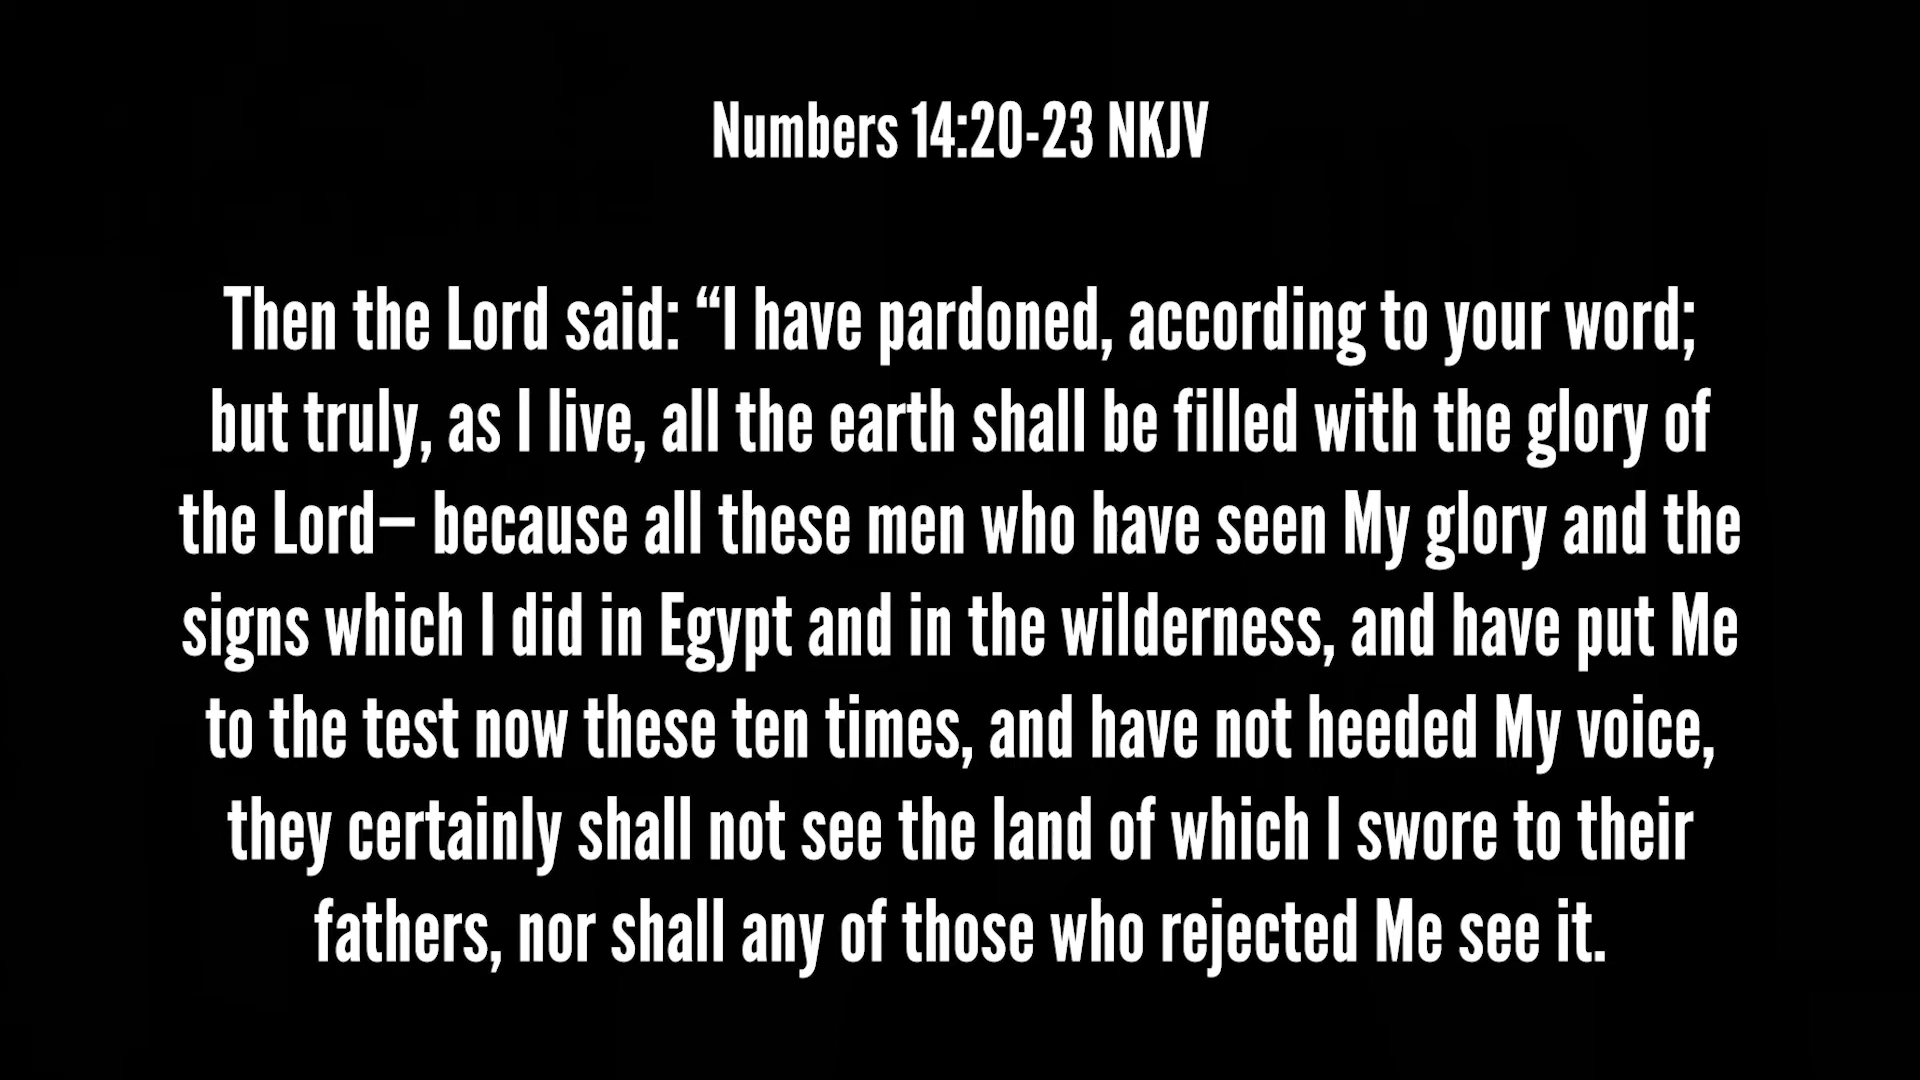 Numbers 14:20-23 NKJV
Then the Lord said: “I have pardoned, according to your word;
but truly, as I live, all the earth shall be filled with the glory of
the Lord— because all these men who have seen My glory and the
signs which I did in Egypt and in the wilderness, and have put Me
to the test now these ten times, and have not heeded My voice,
they certainly shall not see the land of which I swore to their
fathers, nor shall any of those who rejected Me see it.